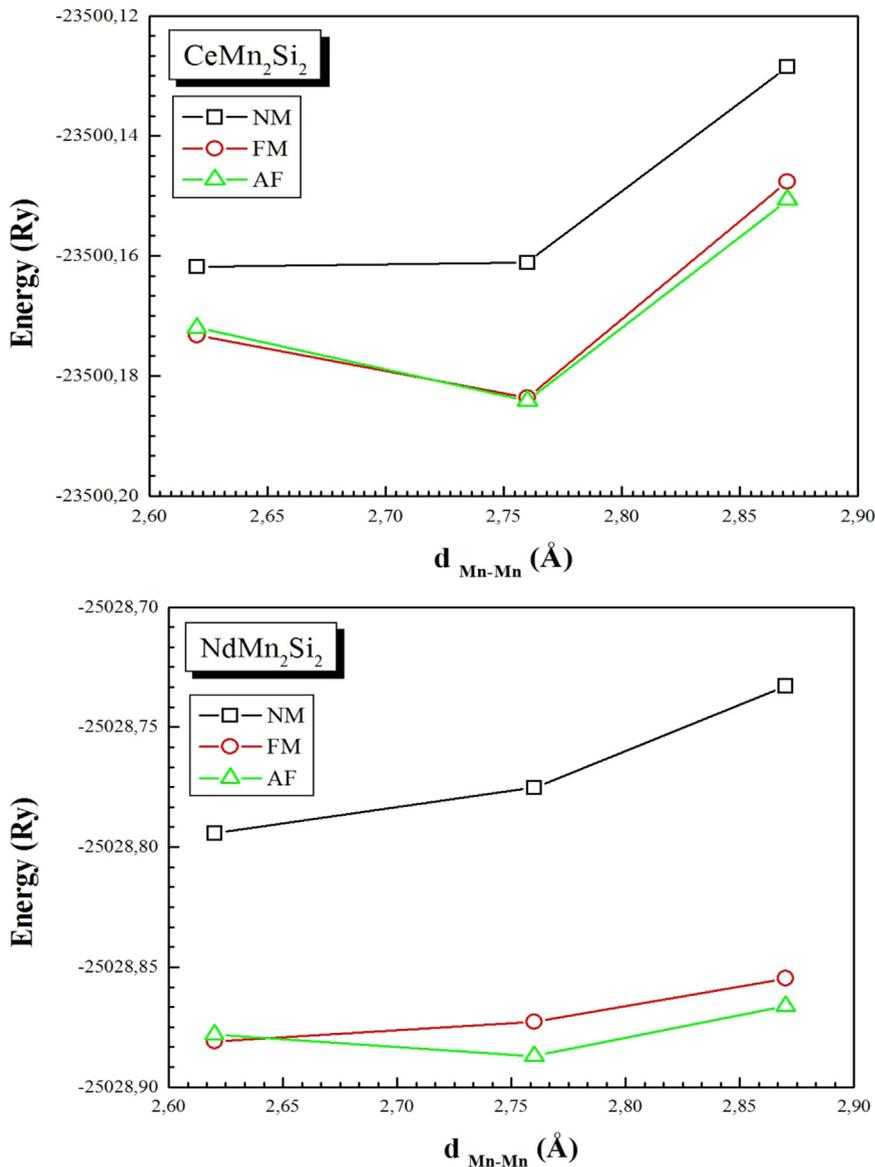 CeMn2Si2
NM
FM
AF
-23500,12
-23500,14
-23500,16
-23500,18
-23500,20
Energy (Ry)
2,60 2,65 2,70 2,75 2,80 2,85 2,90
d Mn-Mn (Å)
NdMn2Si2
NM
FM
AF
-25028,70
-25028,75
-25028,80
-25028,85
-25028,90
Energy (Ry)
2,60 2,65 2,70 2,75 2,80 2,85 2,90
d Mn-Mn (Å)